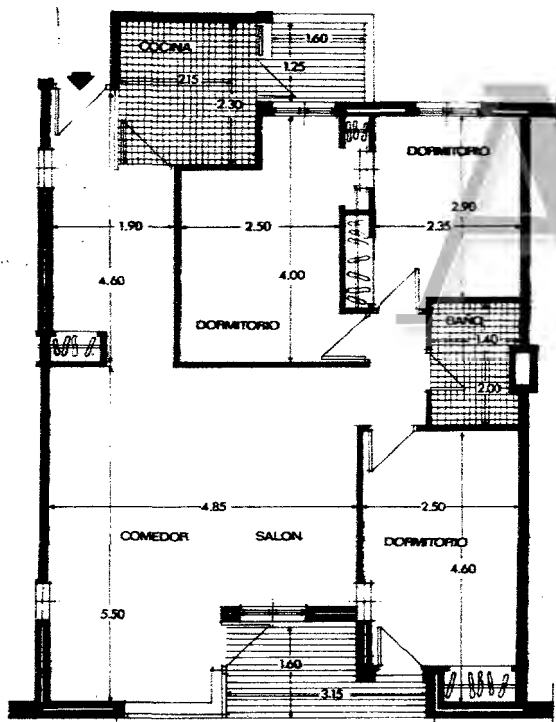 COCINA
1.60
1.25
2.15
2.30
DORMITORIO
2.90
1.90
2.50
2.35
4.60
4.00
DORMITORIO
BAÑO
1.40
2.00
4.85
2.50
COMEDOR
SALON
DORMITORIO
4.60
5.50
1.60
3.15